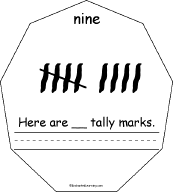 nine
Here are __ tally marks.